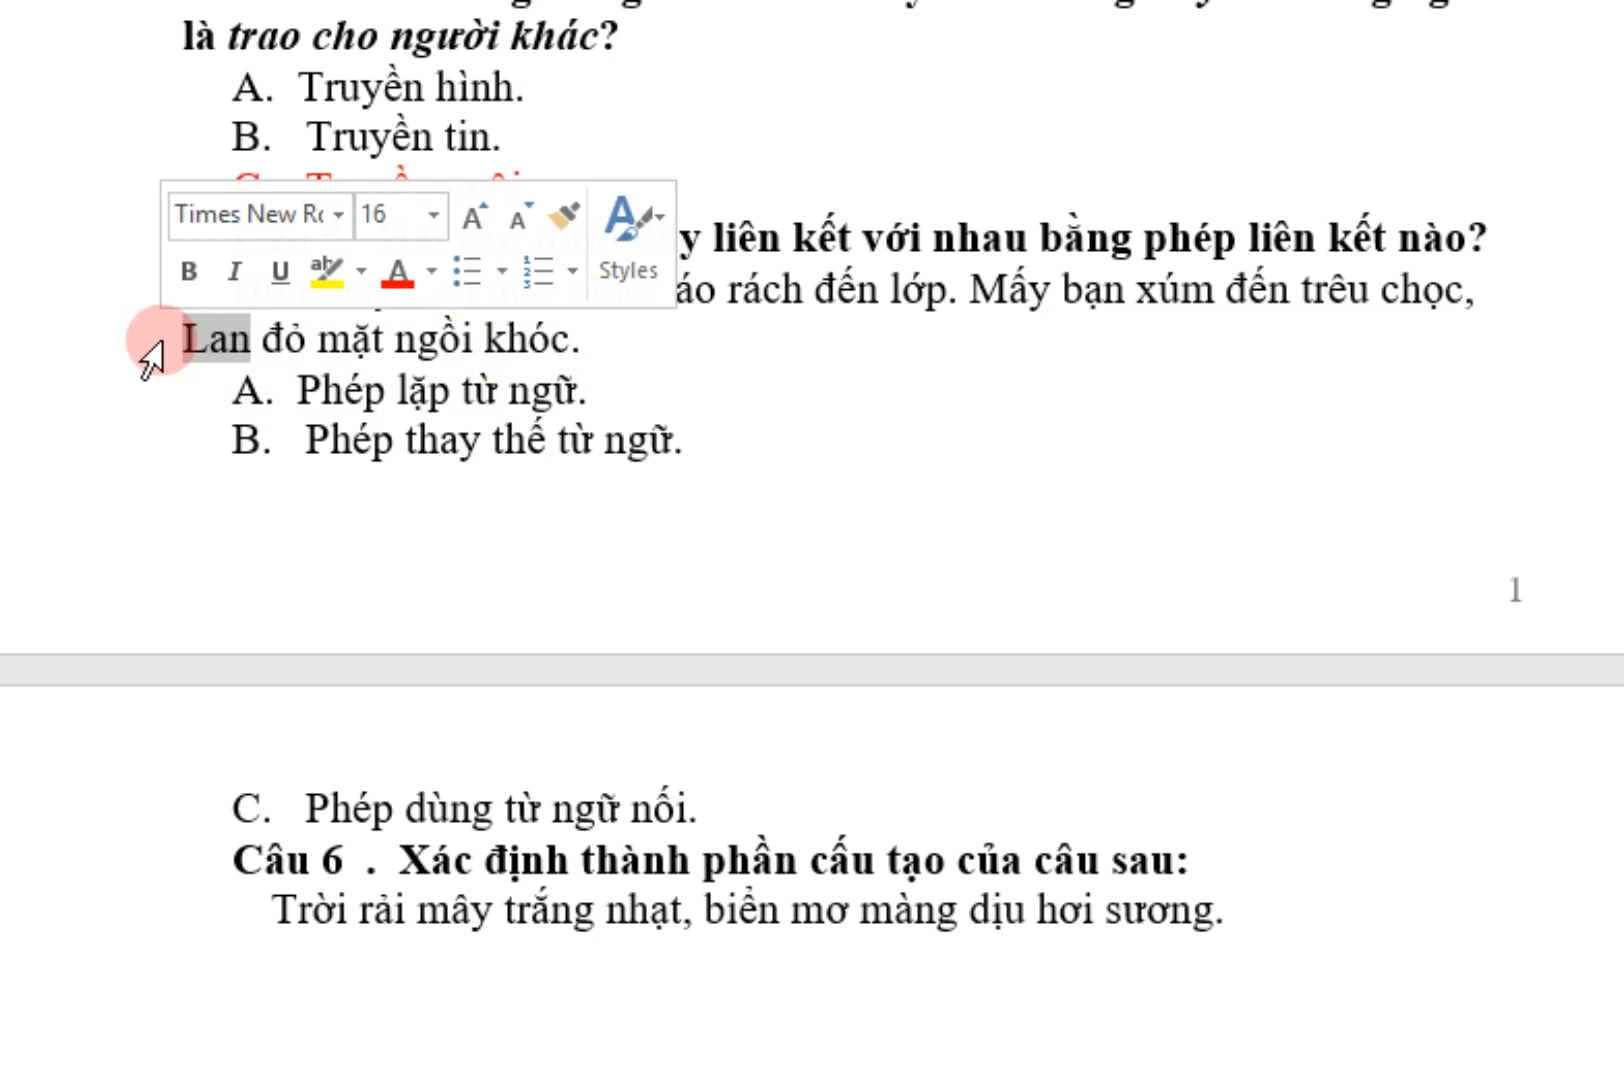 là trao cho người khác?
A. Truyền hình.
B. Truyền tin.
Times New Ro 16
y liên kết với nhau bằng phép liên kết nào?
B I U ab A Styles
áo rách đến lớp. Mấy bạn xúm đến trêu chọc,
Lan đỏ mặt ngồi khóc.
A. Phép lặp từ ngữ.
B. Phép thay thế từ ngữ.
1
C. Phép dùng từ ngữ nối.
Câu 6 . Xác định thành phần cấu tạo của câu sau:
Trời rải mây trắng nhạt, biển mơ màng dịu hơi sương.